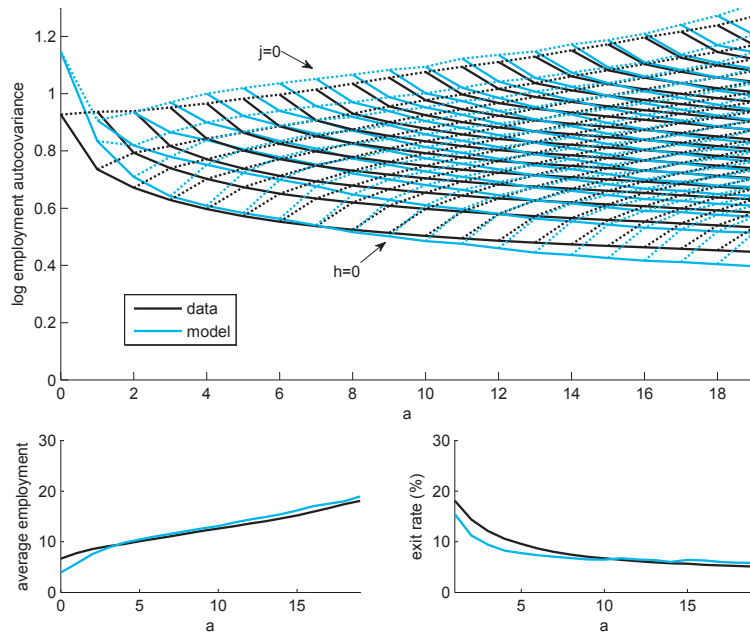 log employment autocovariance
1.2
1
0.8
0.6
0.4
0.2
0
j=0
h=0
data
model
0 2 4 6 8 10 12 14 16 18
a
average employment
30
20
10
0
0 5 10 15
a
exit rate (%)
30
20
10
0
5 10 15
a